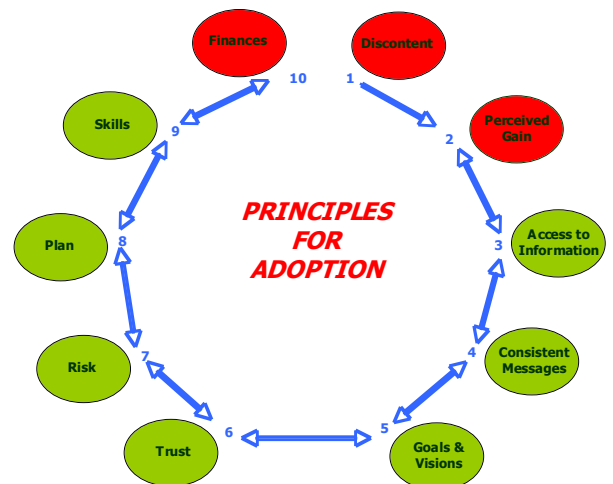 Finances
Discontent
10
1
Skills
9
2
Perceived
Gain
PRINCIPLES
FOR
ADOPTION
Plan
8
3
Access to
Information
Risk
7
4
Consistent
Messages
Trust
6
5
Goals &
Visions